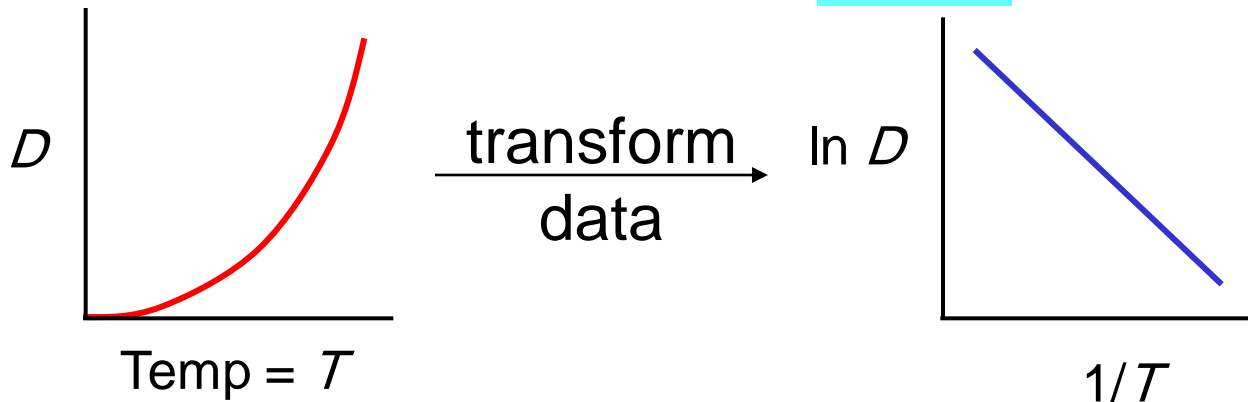 D
Temp = T
transform
data
ln D
1/T